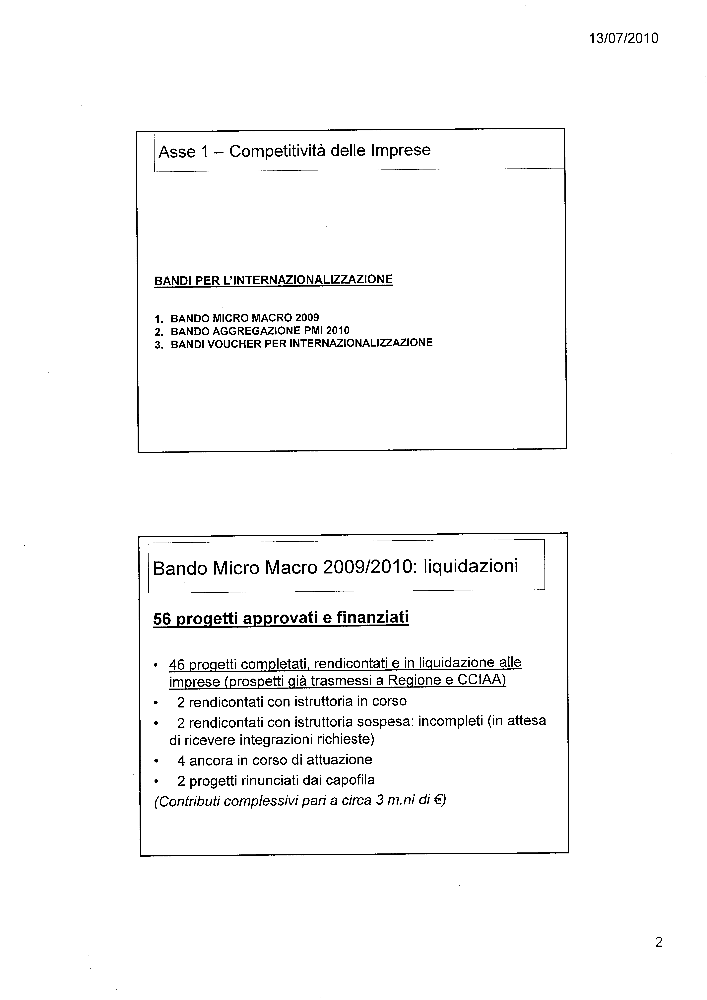 13/07/2010
Asse 1 – Competitività delle Imprese
BANDI PER L'INTERNAZIONALIZZAZIONE
1. BANDO MICRO MACRO 2009
2. BANDO AGGREGAZIONE PMI 2010
3. BANDI VOUCHER PER INTERNAZIONALIZZAZIONE
Bando Micro Macro 2009/2010: liquidazioni
56 progetti approvati e finanziati
• 46 progetti completati, rendicontati e in liquidazione alle
imprese (prospetti già trasmessi a Regione e CCIAA)
• 2 rendicontati con istruttoria in corso
• 2 rendicontati con istruttoria sospesa: incompleti (in attesa
di ricevere integrazioni richieste)
• 4 ancora in corso di attuazione
• 2 progetti rinunciati dai capofila
(Contributi complessivi pari a circa 3 m.ni di €)
2